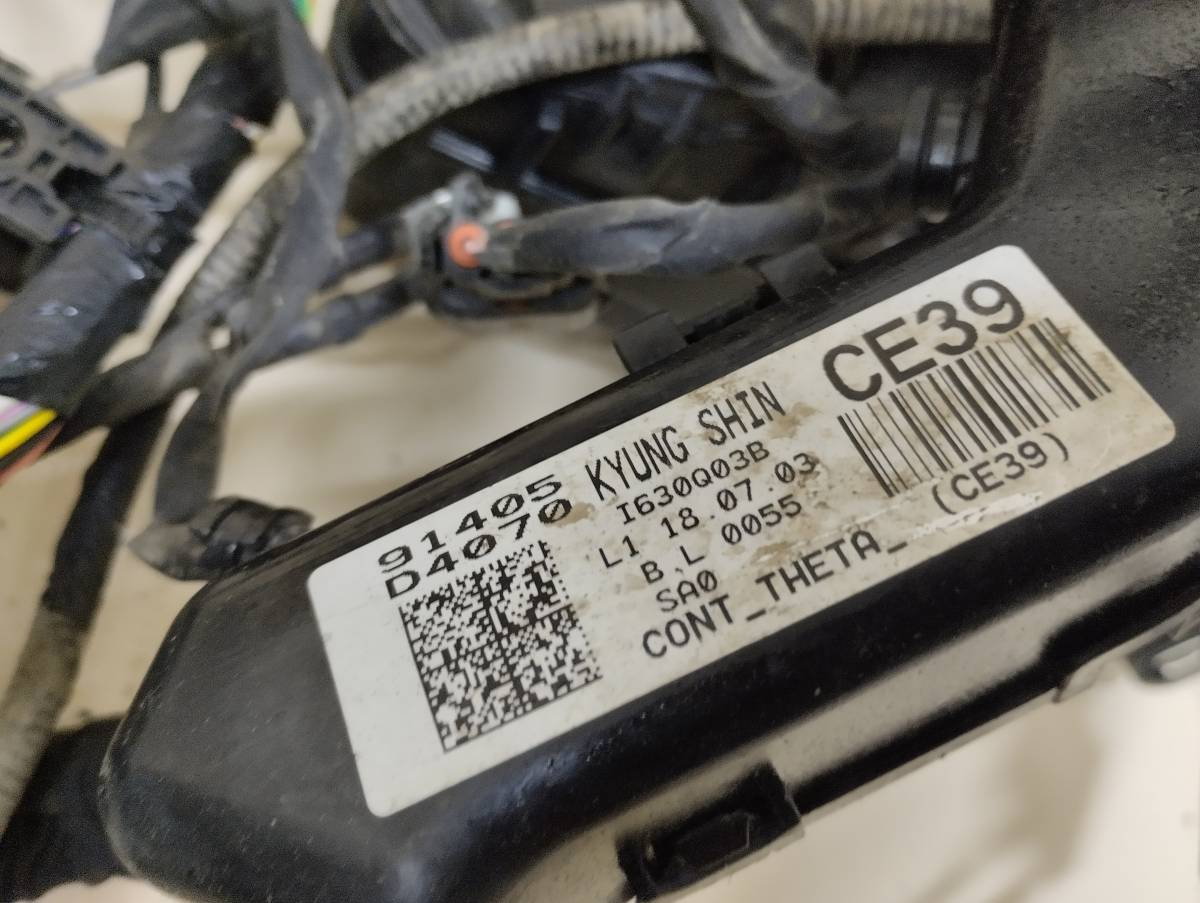 CE39
KYUNG SHIN
91405
D4070
I630Q03B
L1 18.07.03
B.L 0055
SA0
(CE39)
CONT_THETA_